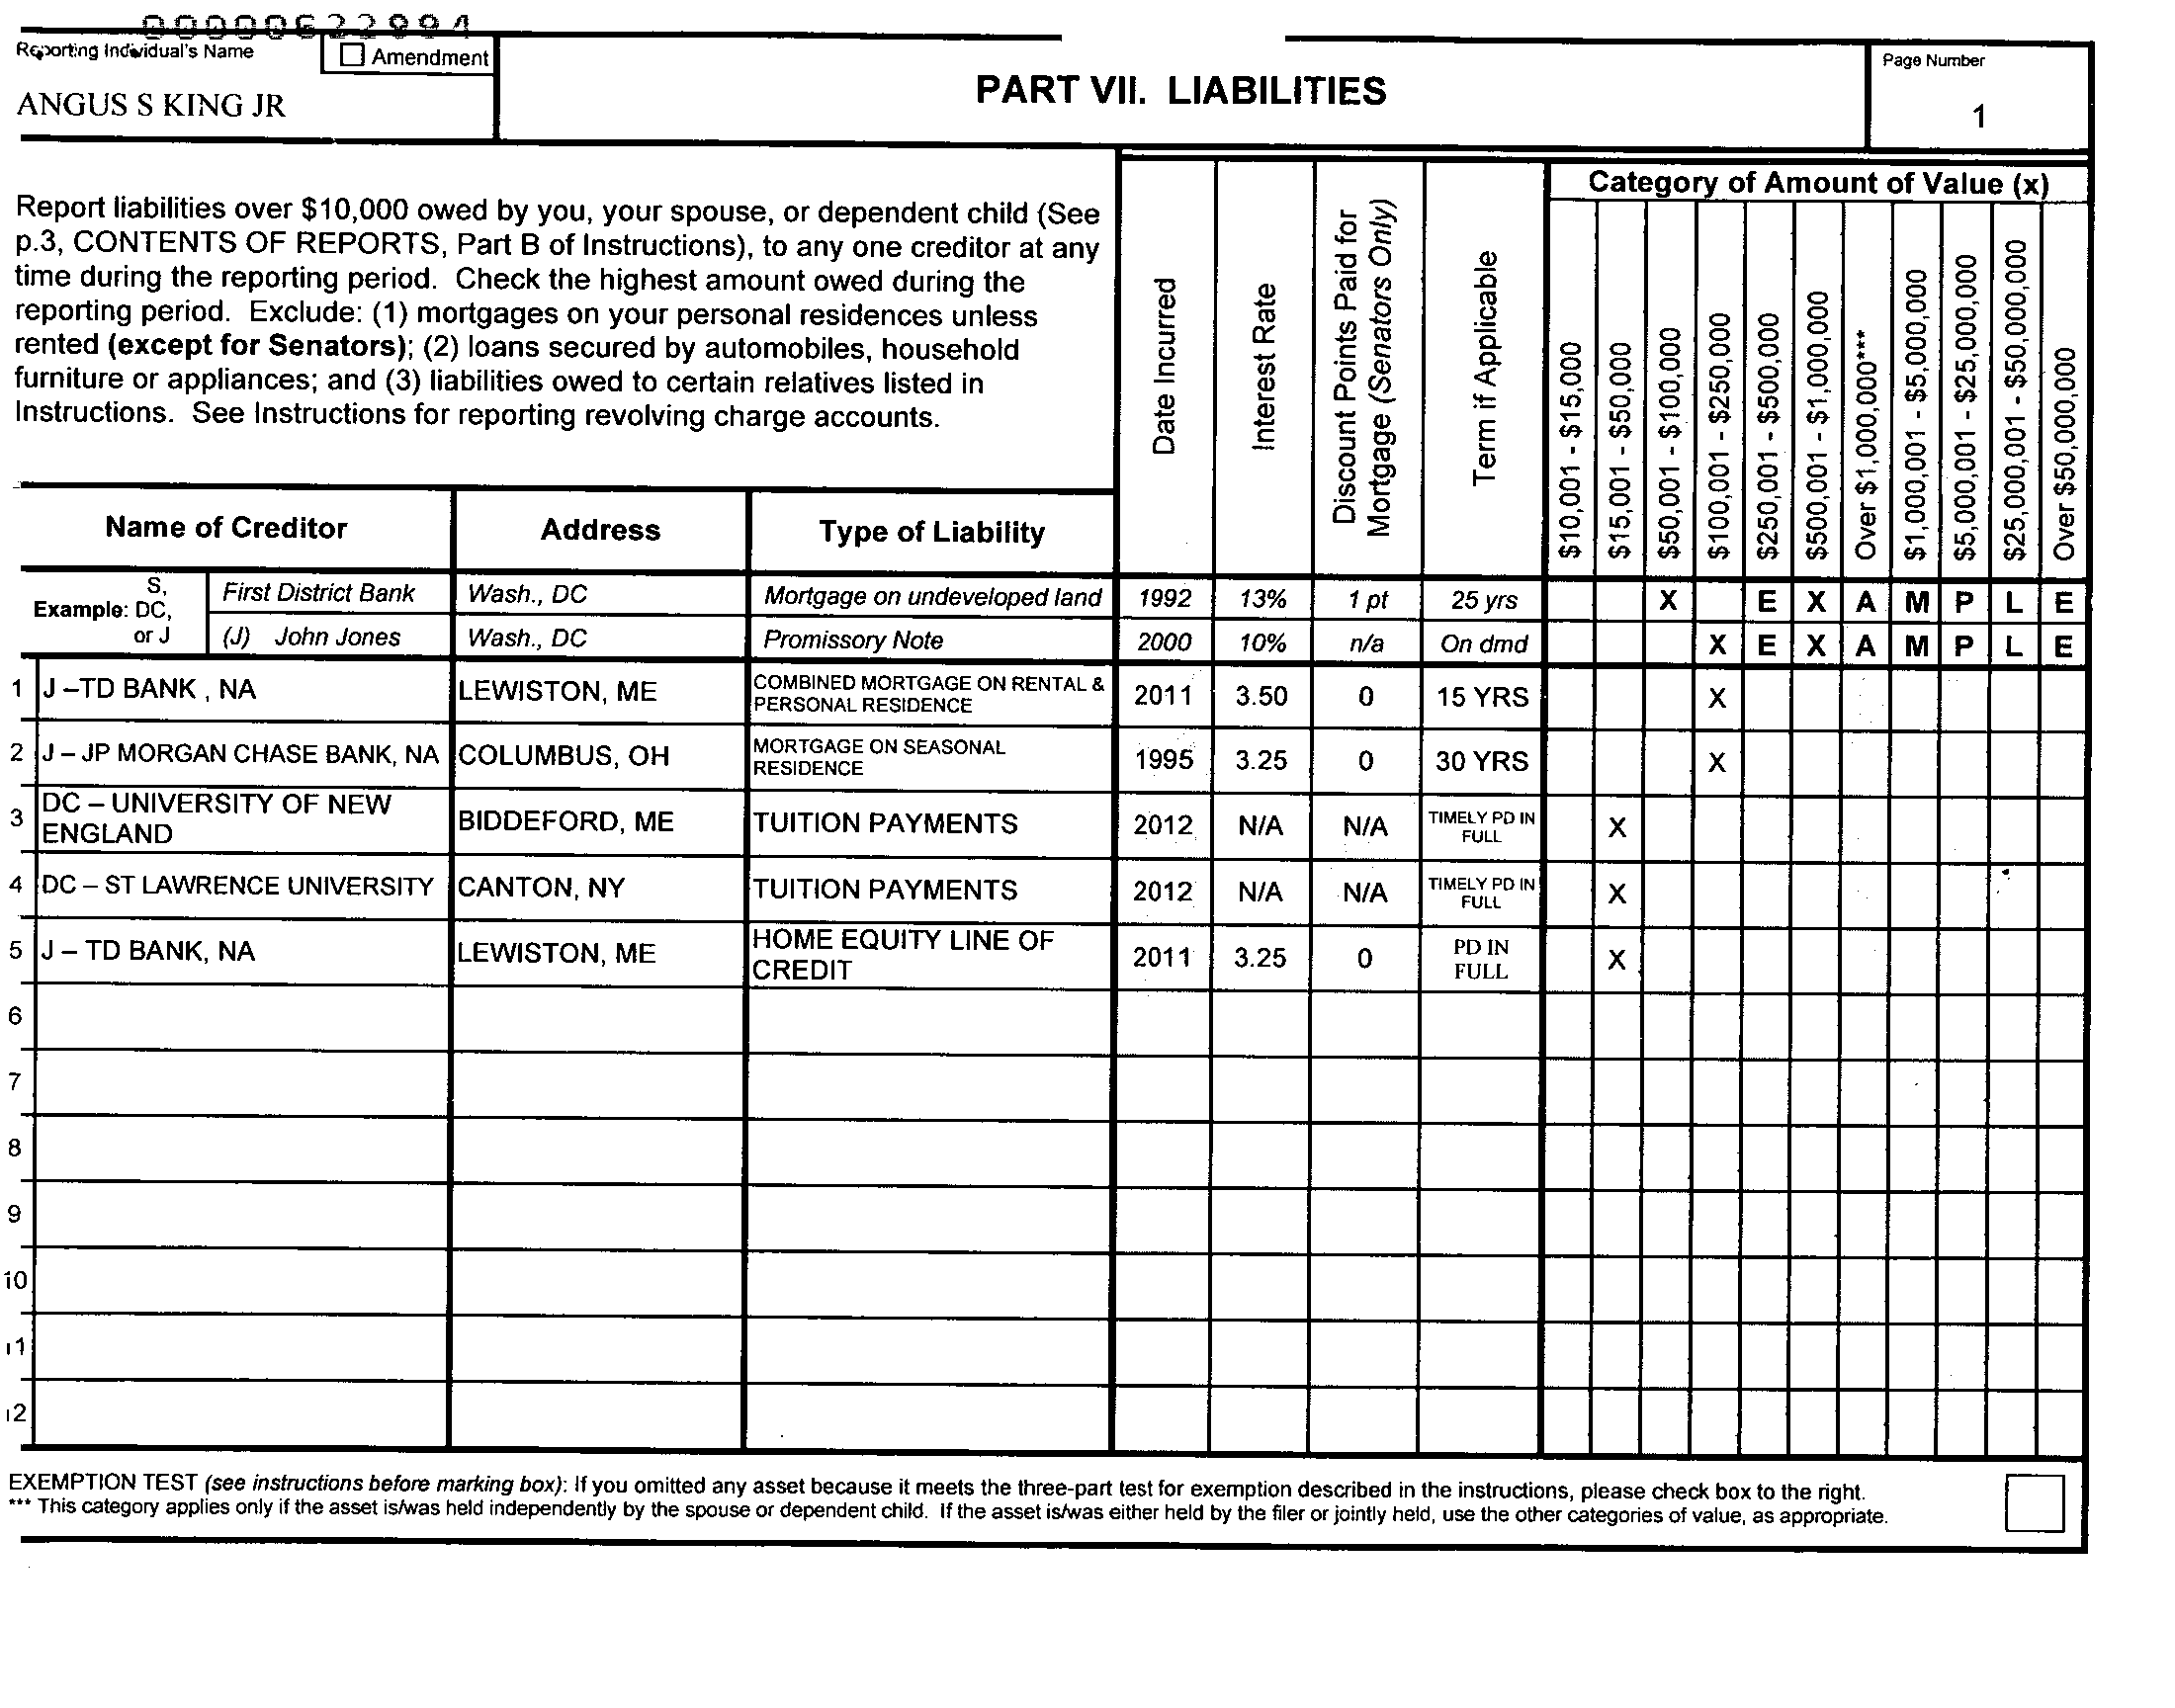 00000622994
Reporting Individual's Name
Amendment
ANGUS S KING JR
PART VII. LIABILITIES
Page Number
1
Report liabilities over $10,000 owed by you, your spouse, or dependent child (See
p.3, CONTENTS OF REPORTS, Part B of Instructions), to any one creditor at any
time during the reporting period. Check the highest amount owed during the
reporting period. Exclude: (1) mortgages on your personal residences unless
rented (except for Senators); (2) loans secured by automobiles, household
furniture or appliances; and (3) liabilities owed to certain relatives listed in
Instructions. See Instructions for reporting revolving charge accounts.
Date Incurred
Interest Rate
Discount Points Paid for
Mortgage (Senators Only)
Term if Applicable
Category of Amount of Value (x)
$10,001 - $15,000
$15,001 - $50,000
$50,001 - $100,000
$100,001 - $250,000
$250,001 - $500,000
$500,001 - $1,000,000
Over $1,000,000***
$1,000,001 - $5,000,000
$5,000,001 - $25,000,000
$25,000,001 - $50,000,000
Over $50,000,000
Name of Creditor Address Type of Liability
Example: S, DC, or J
First District Bank Wash., DC Mortgage on undeveloped land 1992 13% 1 pt 25 yrs X E X A M P L E
(J) John Jones Wash., DC Promissory Note 2000 10% n/a On dmd X E X A M P L E
1 J –TD BANK , NA LEWISTON, ME COMBINED MORTGAGE ON RENTAL & PERSONAL RESIDENCE 2011 3.50 0 15 YRS X
2 J – JP MORGAN CHASE BANK, NA COLUMBUS, OH MORTGAGE ON SEASONAL RESIDENCE 1995 3.25 0 30 YRS X
3 DC – UNIVERSITY OF NEW ENGLAND BIDDEFORD, ME TUITION PAYMENTS 2012 N/A N/A TIMELY PD IN FULL X
4 DC – ST LAWRENCE UNIVERSITY CANTON, NY TUITION PAYMENTS 2012 N/A N/A TIMELY PD IN FULL X
5 J – TD BANK, NA LEWISTON, ME HOME EQUITY LINE OF CREDIT 2011 3.25 0 PD IN FULL X
6
7
8
9
10
11
12
EXEMPTION TEST (see instructions before marking box): If you omitted any asset because it meets the three-part test for exemption described in the instructions, please check box to the right.
*** This category applies only if the asset is/was held independently by the spouse or dependent child. If the asset is/was either held by the filer or jointly held, use the other categories of value, as appropriate.